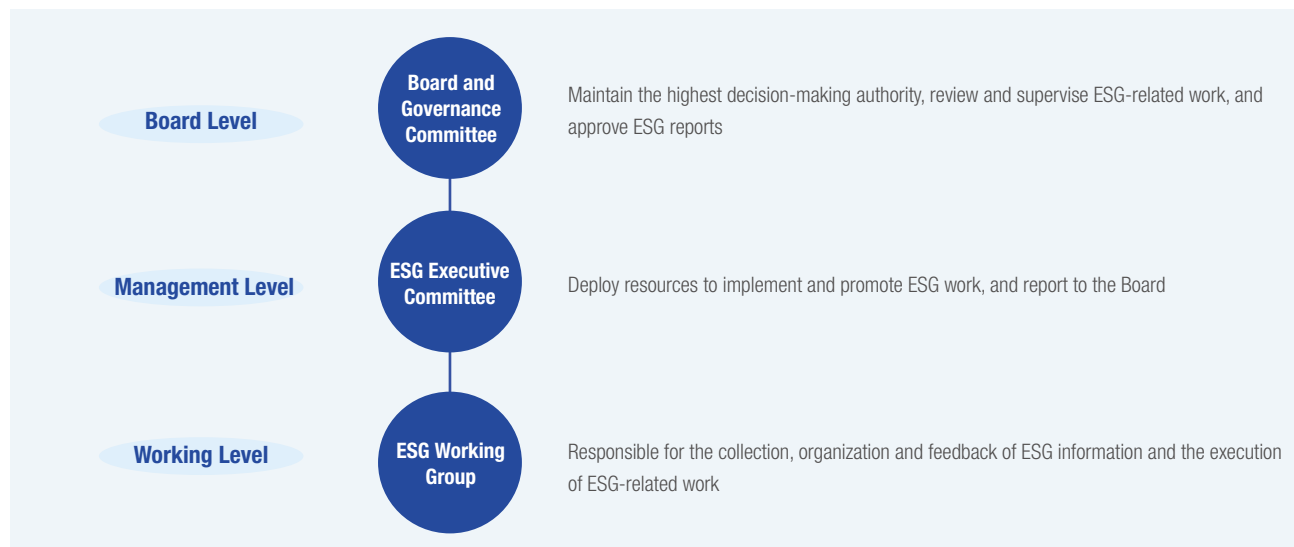 Board Level
Board and
Governance
Committee
Maintain the highest decision-making authority, review and supervise ESG-related work, and
approve ESG reports
Management Level
ESG Executive
Committee
Deploy resources to implement and promote ESG work, and report to the Board
Working Level
ESG Working
Group
Responsible for the collection, organization and feedback of ESG information and the execution
of ESG-related work